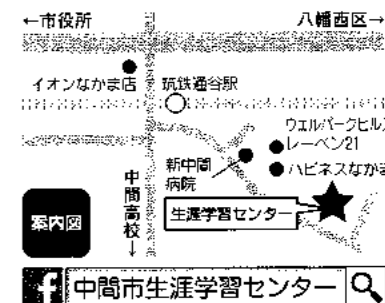 ←市役所
八幡西区→
イオンなかま店
筑鉄通谷駅
ウェルパークヒルズ
レーベン21
ハピネスなかま
新中間
病院
中間高校↓
生涯学習センター
案内図
f 中間市生涯学習センター